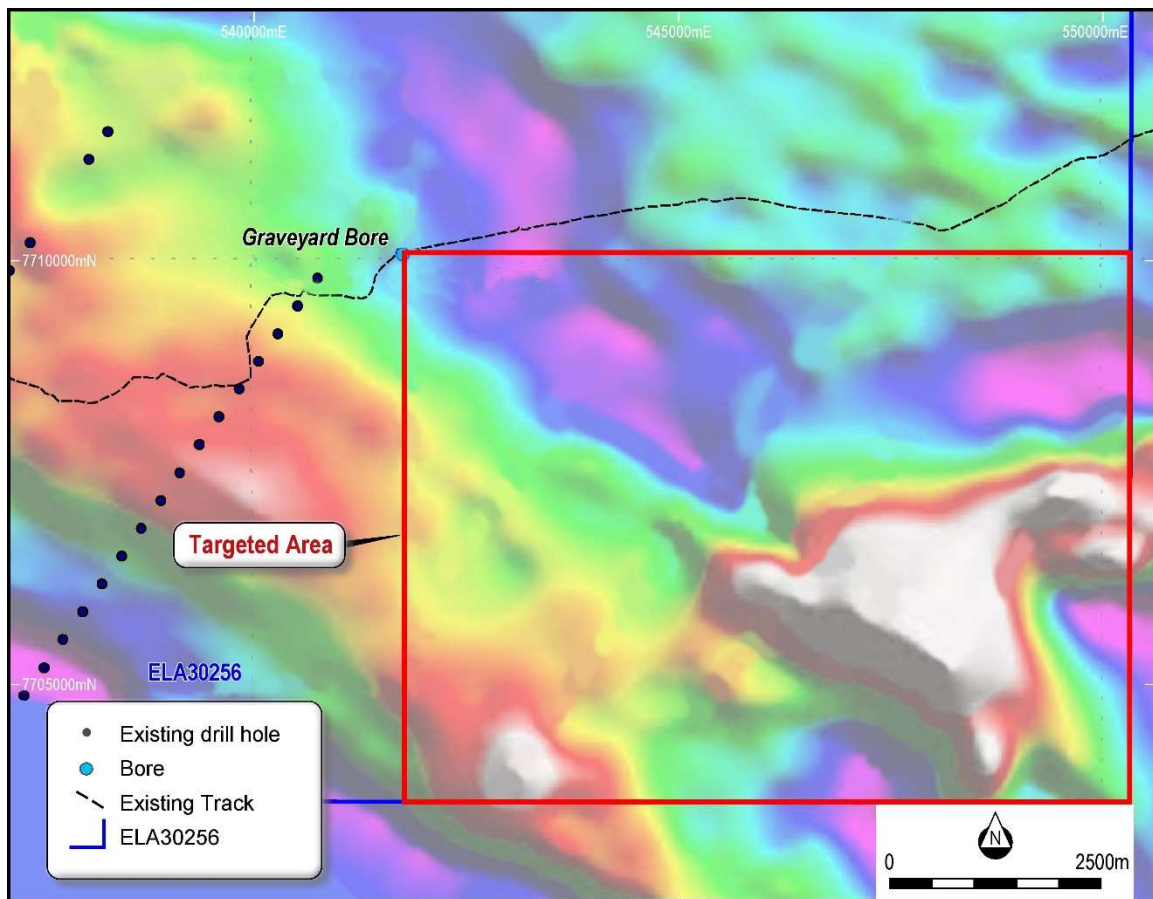 540000mE
545000mE
550000mE
Graveyard Bore
7710000mN
Targeted Area
ELA30256
7705000mN
Existing drill hole
Bore
Existing Track
ELA30256
N
0 2500m